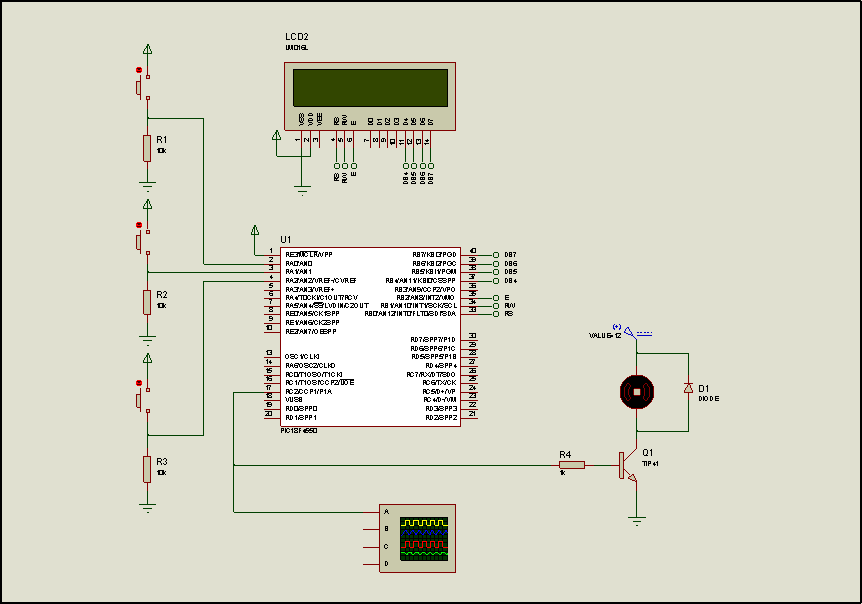 LCD2
LM016L
VSS
VDD
VEE
RS
RW
E
D0
D1
D2
D3
D4
D5
D6
D7
1
2
3
4
5
6
7
8
9
10
11
12
13
14
RS
RW
E
DB4
DB5
DB6
DB7
R1
10k
R2
10k
R3
10k
U1
1 RE3/MCLR/VPP
2 RA0/AN0
3 RA1/AN1
4 RA2/AN2/VREF-/CVREF
5 RA3/AN3/VREF+
6 RA4/T0CKI/C1OUT/RCV
7 RA5/AN4/SS/LVDIN/C2OUT
8 RE0/AN5/CK1SPP
9 RE1/AN6/CK2SPP
10 RE2/AN7/OESPP
13 OSC1/CLKI
14 RA6/OSC2/CLKO
15 RC0/T1OSO/T1CKI
16 RC1/T1OSI/CCP2/UOE
17 RC2/CCP1/P1A
18 VUSB
19 RD0/SPP0
20 RD1/SPP1
PIC18F4550
RB7/KBI3/PGD 40 DB7
RB6/KBI2/PGC 39 DB6
RB5/KBI1/PGM 38 DB5
RB4/AN11/KBI0/CSSPP 37 DB4
RB3/AN9/CCP2/VPO 36
RB2/AN8/INT2/VMO 35 E
RB1/AN10/INT1/SCK/SCL 34 RW
RB0/AN12/INT0/FLT0/SDI/SDA 33 RS
RD7/SPP7/P1D 30
RD6/SPP6/P1C 29
RD5/SPP5/P1B 28
RD4/SPP4 27
RC7/RX/DT/SDO 26
RC6/TX/CK 25
RC5/D+/VP 24
RC4/D-/VM 23
RD3/SPP3 22
RD2/SPP2 21
(+)
VALUE=12
D1
DIODE
Q1
TIP41
R4
1k
A
B
C
D